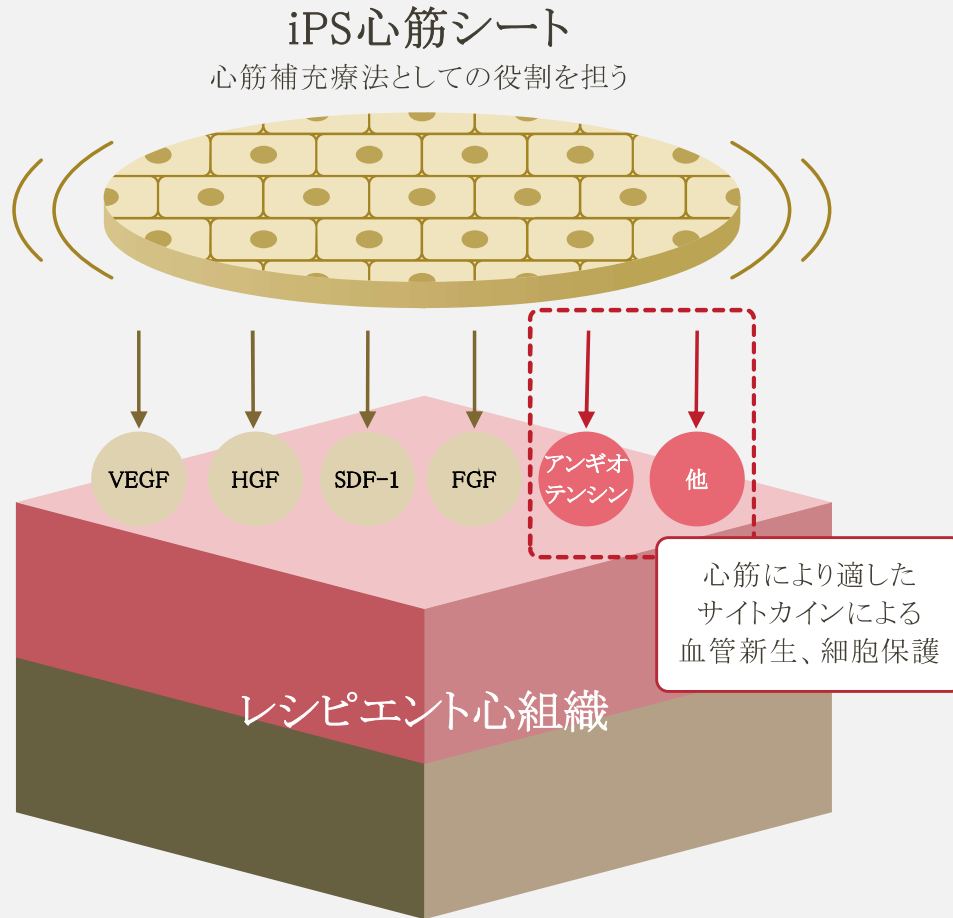 iPS心筋シート
心筋補充療法としての役割を担う
VEGF
HGF
SDF-1
FGF
アンギオ
テンシン
他
心筋により適した
サイトカインによる
血管新生、細胞保護
レシピエント心組織